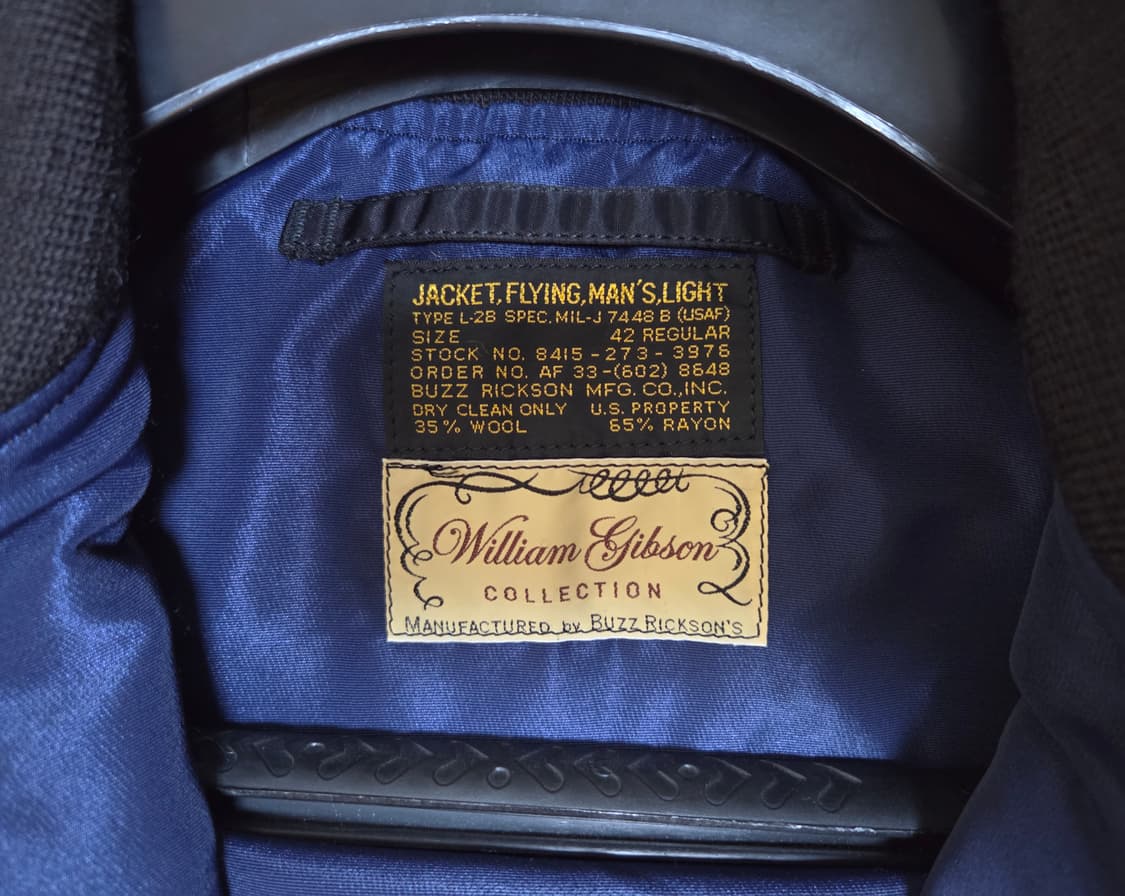 JACKET, FLYING, MAN'S, LIGHT
TYPE L-2B SPEC. MIL-J 7448 B (USAF)
SIZE 42 REGULAR
STOCK NO. 8415-273-3976
ORDER NO. AF 33-(602) 8648
BUZZ RICKSON MFG. CO., INC.
DRY CLEAN ONLY U.S. PROPERTY
35% WOOL 65% RAYON
William Gibson
COLLECTION
MANUFACTURED by BUZZ RICKSON'S